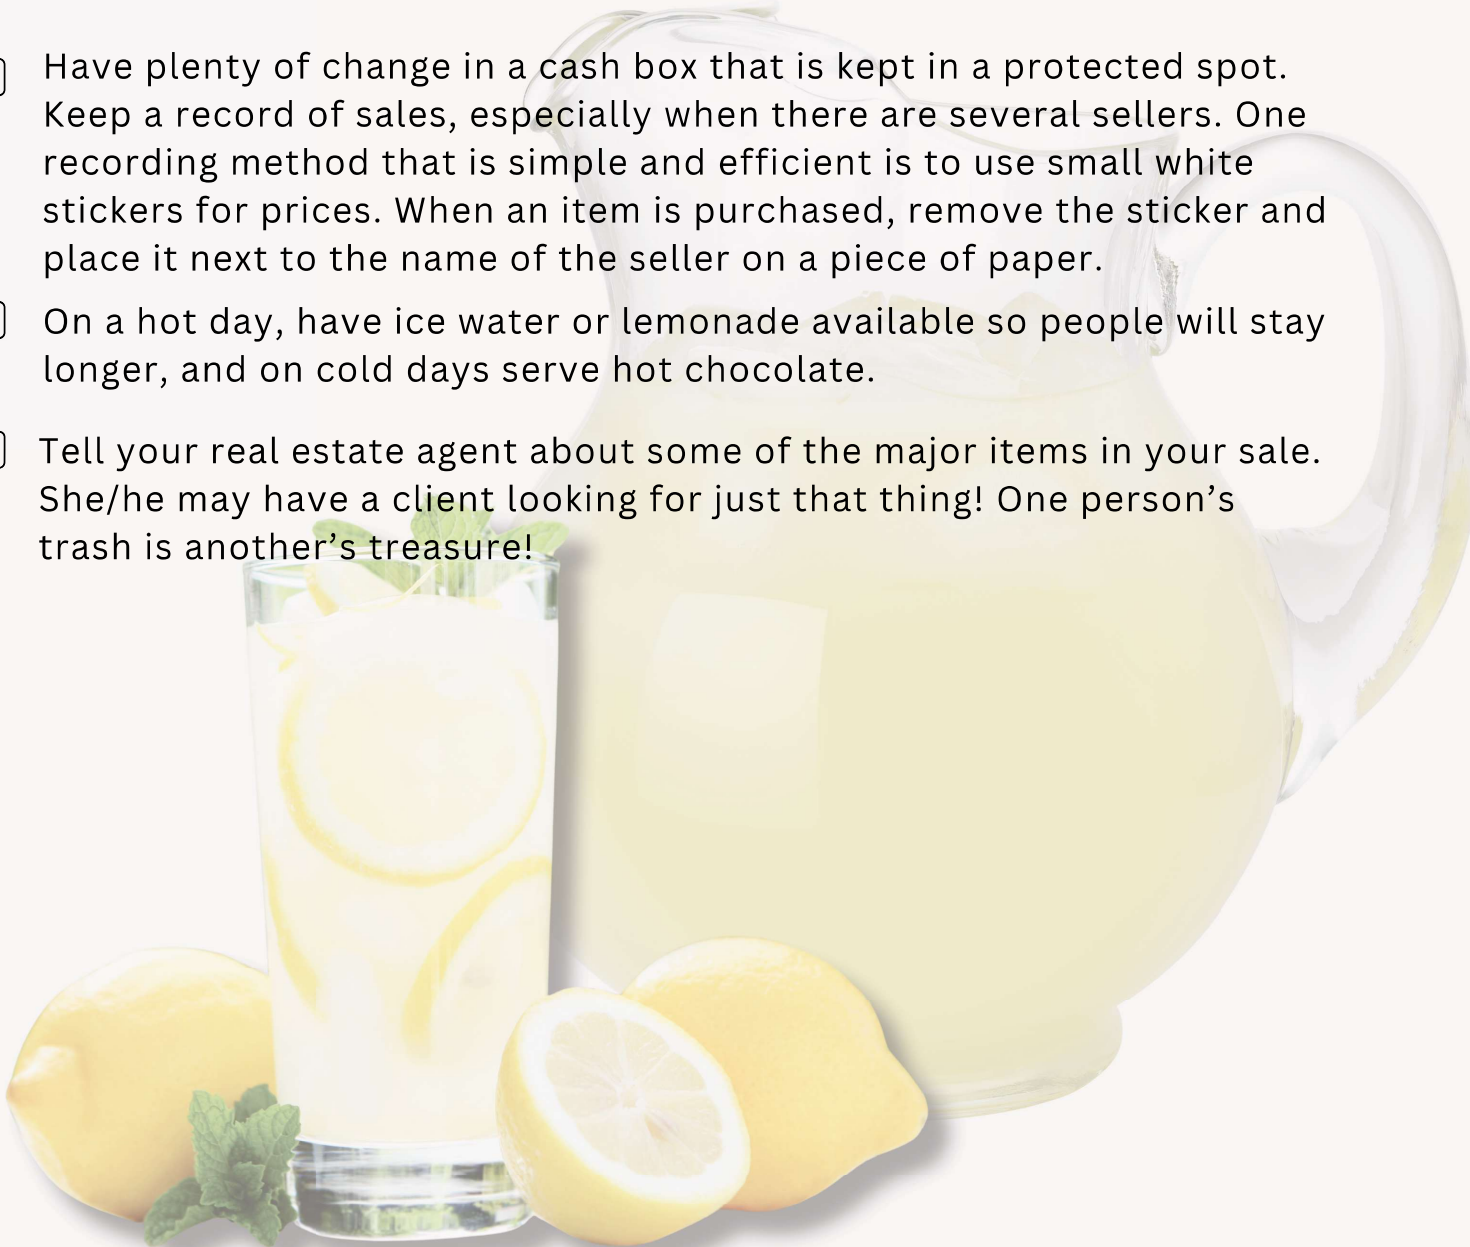 Have plenty of change in a cash box that is kept in a protected spot.
Keep a record of sales, especially when there are several sellers. One
recording method that is simple and efficient is to use small white
stickers for prices. When an item is purchased, remove the sticker and
place it next to the name of the seller on a piece of paper.
On a hot day, have ice water or lemonade available so people will stay
longer, and on cold days serve hot chocolate.
Tell your real estate agent about some of the major items in your sale.
She/he may have a client looking for just that thing! One person’s
trash is another’s treasure!